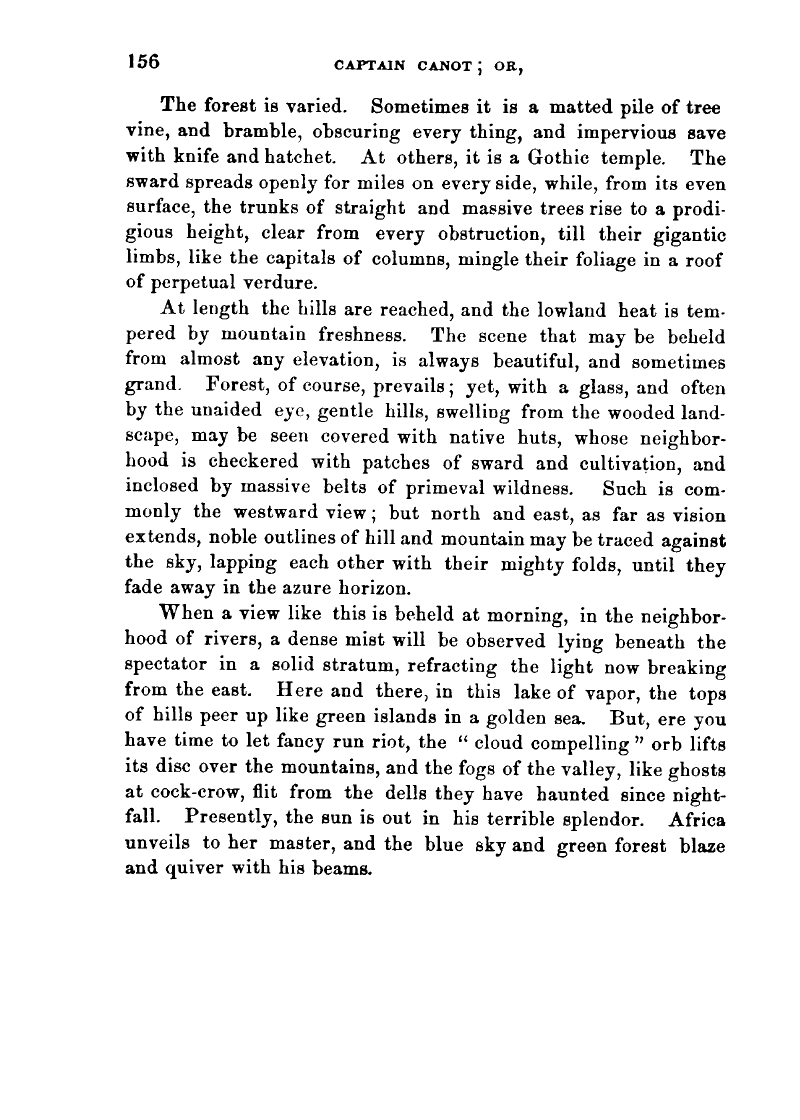 156 CAPTAIN CANOT; OR,
The forest is varied. Sometimes it is a matted pile of tree
vine, and bramble, obscuring every thing, and impervious save
with knife and hatchet. At others, it is a Gothic temple. The
sward spreads openly for miles on every side, while, from its even
surface, the trunks of straight and massive trees rise to a prodi-
gious height, clear from every obstruction, till their gigantic
limbs, like the capitals of columns, mingle their foliage in a roof
of perpetual verdure.
At length the hills are reached, and the lowland heat is tem-
pered by mountain freshness. The scene that may be beheld
from almost any elevation, is always beautiful, and sometimes
grand. Forest, of course, prevails; yet, with a glass, and often
by the unaided eye, gentle hills, swelling from the wooded land-
scape, may be seen covered with native huts, whose neighbor-
hood is checkered with patches of sward and cultivation, and
inclosed by massive belts of primeval wildness. Such is com-
monly the westward view; but north and east, as far as vision
extends, noble outlines of hill and mountain may be traced against
the sky, lapping each other with their mighty folds, until they
fade away in the azure horizon.
When a view like this is beheld at morning, in the neighbor-
hood of rivers, a dense mist will be observed lying beneath the
spectator in a solid stratum, refracting the light now breaking
from the east. Here and there, in this lake of vapor, the tops
of hills peer up like green islands in a golden sea. But, ere you
have time to let fancy run riot, the " cloud compelling " orb lifts
its disc over the mountains, and the fogs of the valley, like ghosts
at cock-crow, flit from the dells they have haunted since night-
fall. Presently, the sun is out in his terrible splendor. Africa
unveils to her master, and the blue sky and green forest blaze
and quiver with his beams.